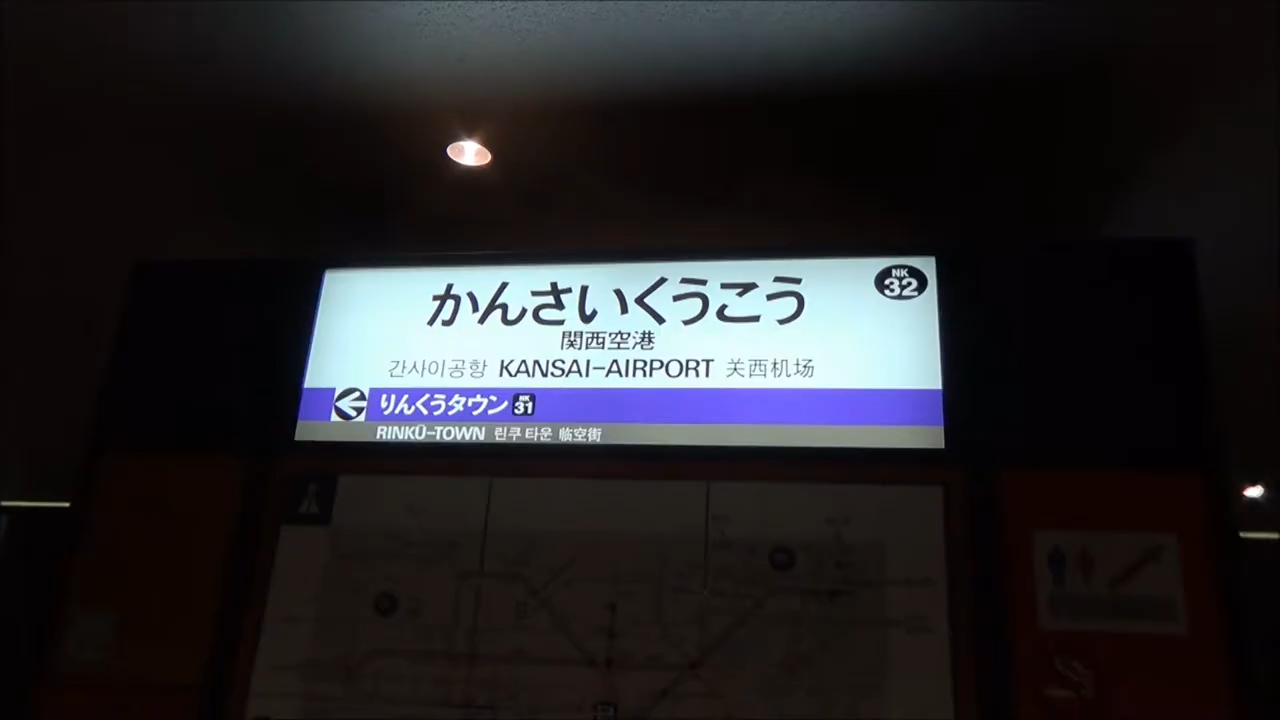 かんさいくうこう
NK
32
関西空港
간사이공항 KANSAI-AIRPORT 关西机场
りんくうタウン NK 31
RINKŪ-TOWN 린쿠 타운 临空街